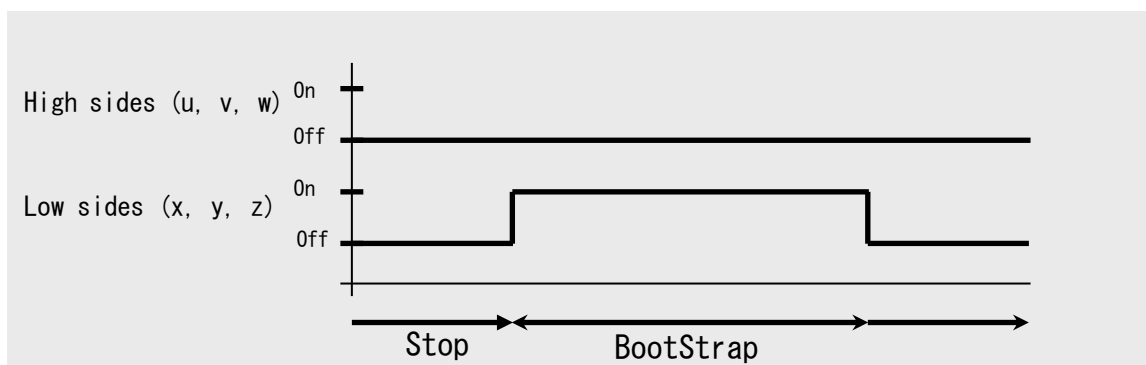 On
High sides (u, v, w)
Off
On
Low sides (x, y, z)
Off
Stop
BootStrap